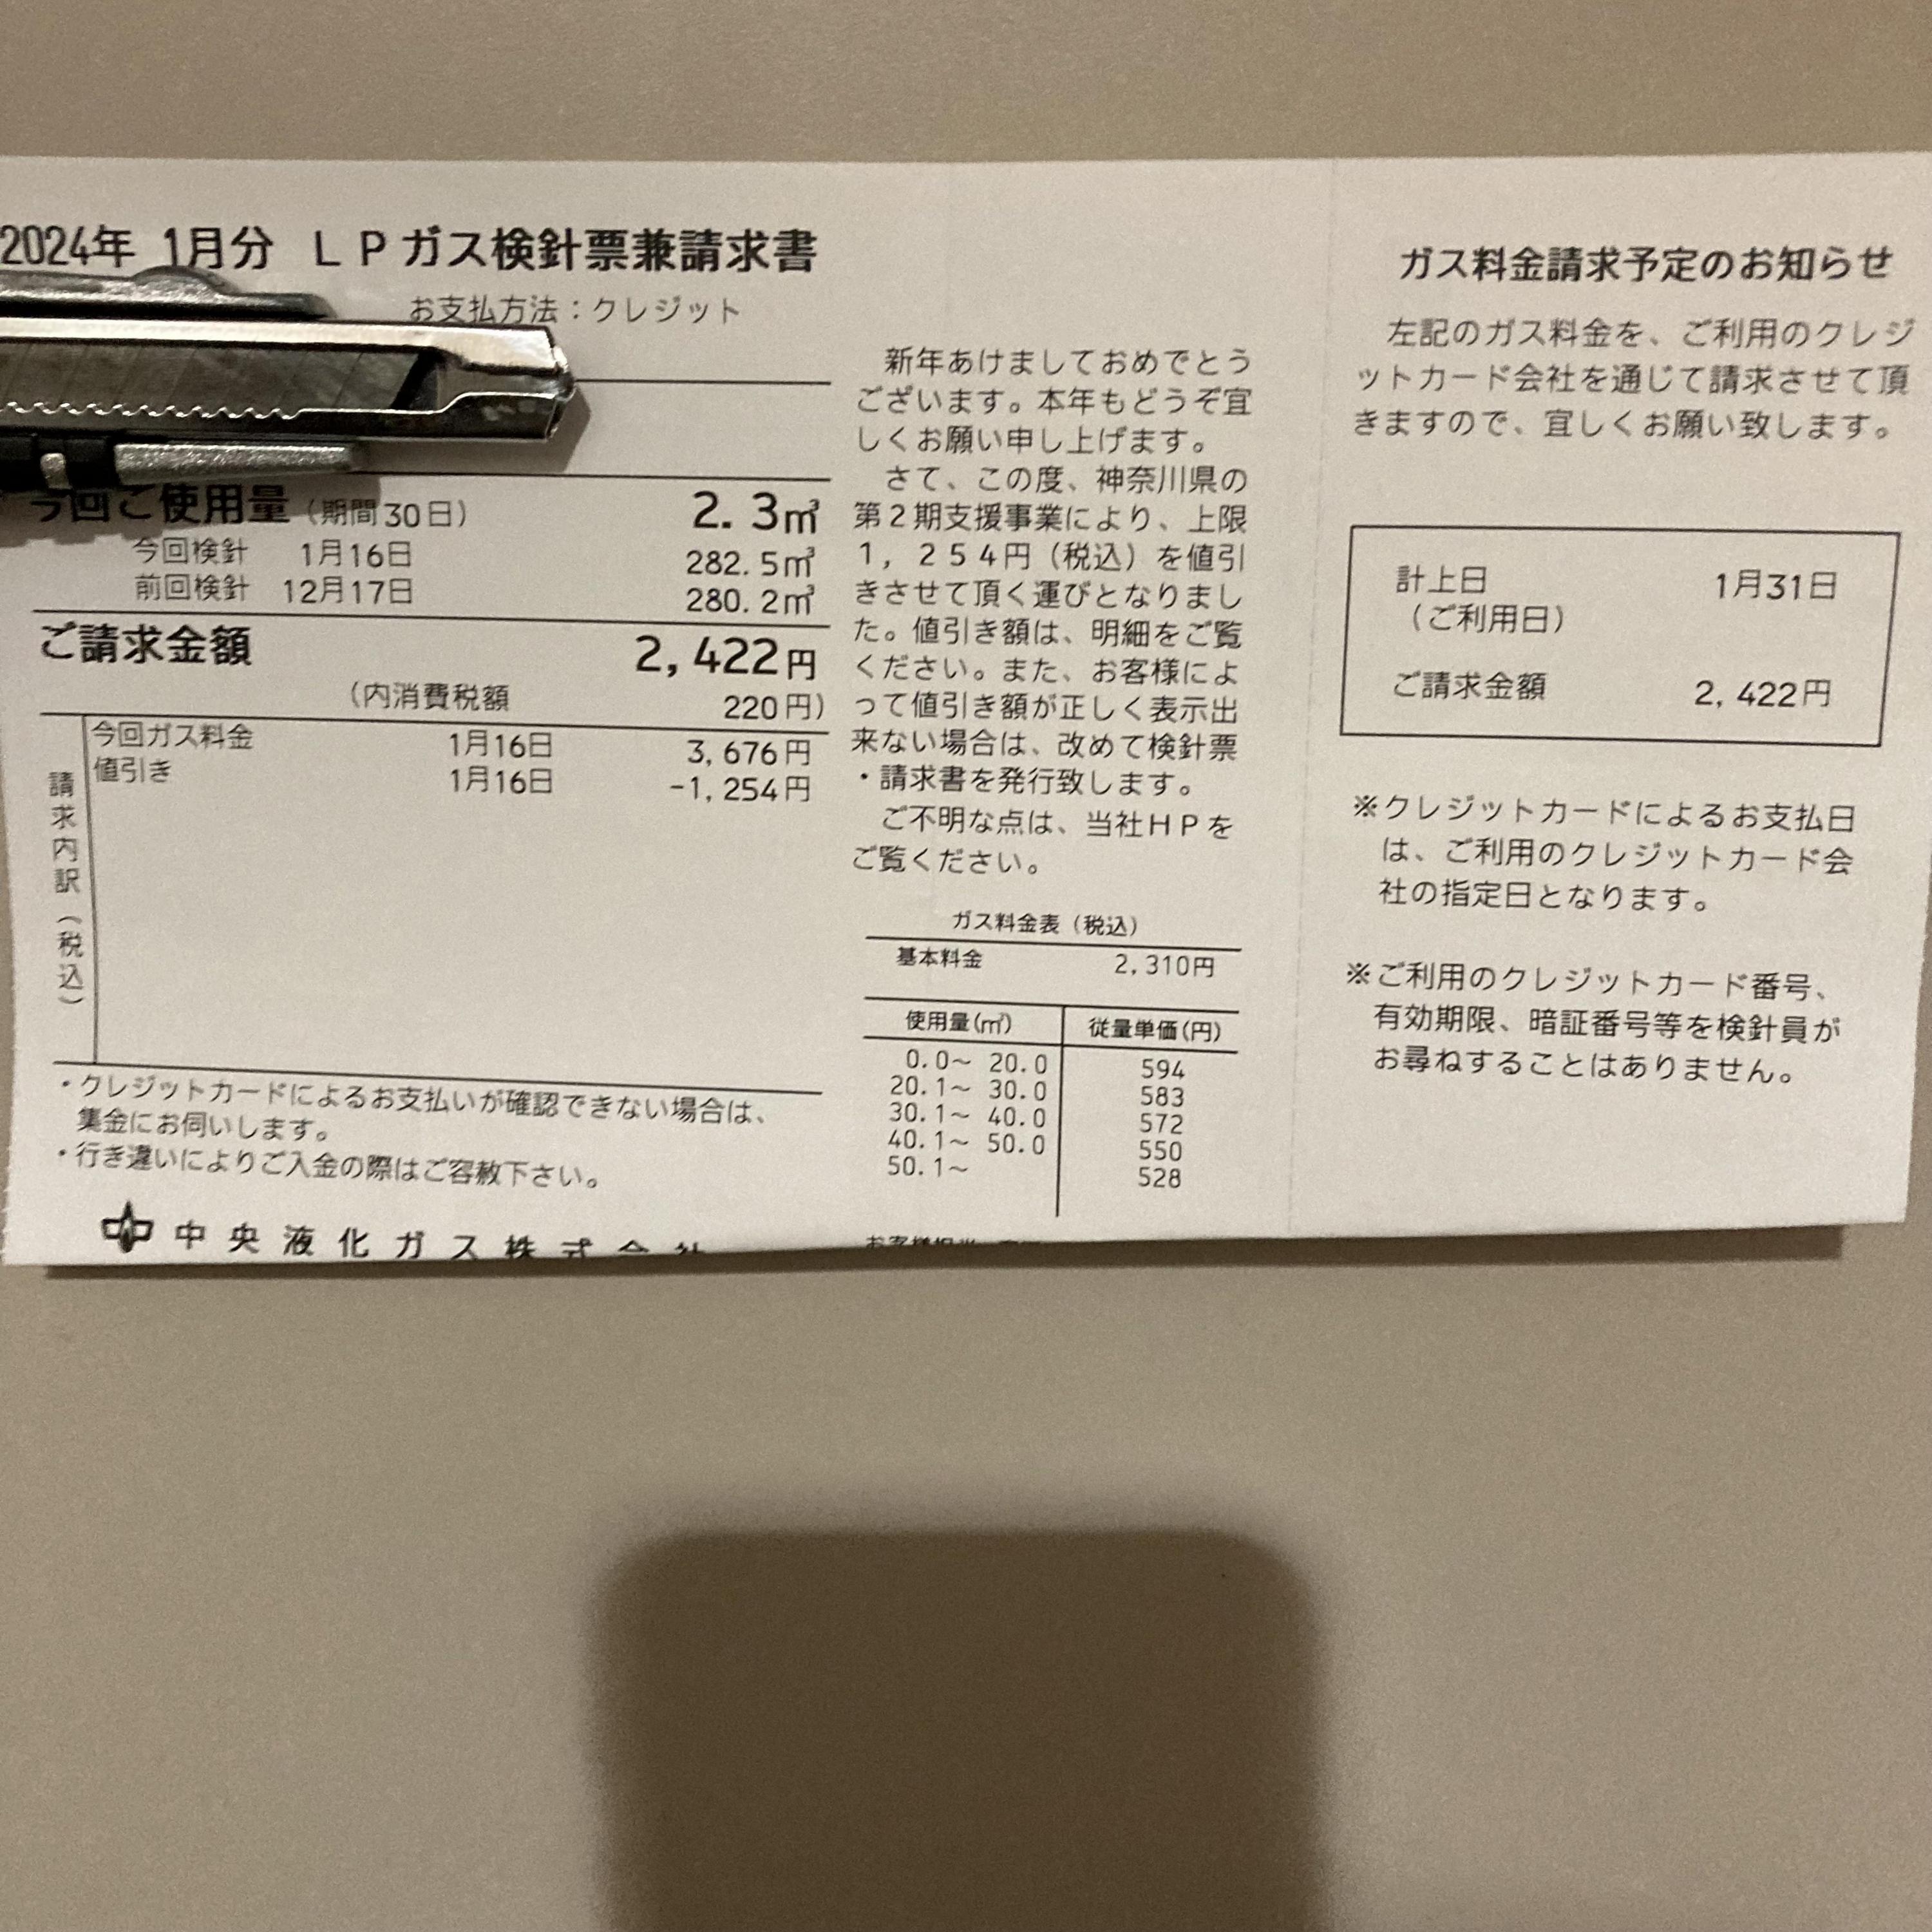 2024年 1月分 ＬＰガス検針票兼請求書
お支払方法：クレジット
今回ご使用量（期間30日） 2.3㎥
今回検針 1月16日 282.5㎥
前回検針 12月17日 280.2㎥
ご請求金額 2,422円
（内消費税額 220円）
請求内訳（税込）
今回ガス料金 1月16日 3,676円
値引き 1月16日 -1,254円
・クレジットカードによるお支払いが確認できない場合は、
集金にお伺いします。
・行き違いによりご入金の際はご容赦下さい。
中央液化ガス株式会社
新年あけましておめでとう
ございます。本年もどうぞ宜
しくお願い申し上げます。
さて、この度、神奈川県の
第２期支援事業により、上限
１，２５４円（税込）を値引
きさせて頂く運びとなりまし
た。値引き額は、明細をご覧
ください。また、お客様によ
って値引き額が正しく表示出
来ない場合は、改めて検針票
・請求書を発行致します。
ご不明な点は、当社ＨＰを
ご覧ください。
ガス料金表（税込）
基本料金 2,310円
使用量(㎥) 従量単価(円)
0.0～ 20.0 594
20.1～ 30.0 583
30.1～ 40.0 572
40.1～ 50.0 550
50.1～ 528
ガス料金請求予定のお知らせ
左記のガス料金を、ご利用のクレジ
ットカード会社を通じて請求させて頂
きますので、宜しくお願い致します。
計上日 1月31日
（ご利用日）
ご請求金額 2,422円
※クレジットカードによるお支払日
は、ご利用のクレジットカード会
社の指定日となります。
※ご利用のクレジットカード番号、
有効期限、暗証番号等を検針員が
お尋ねすることはありません。